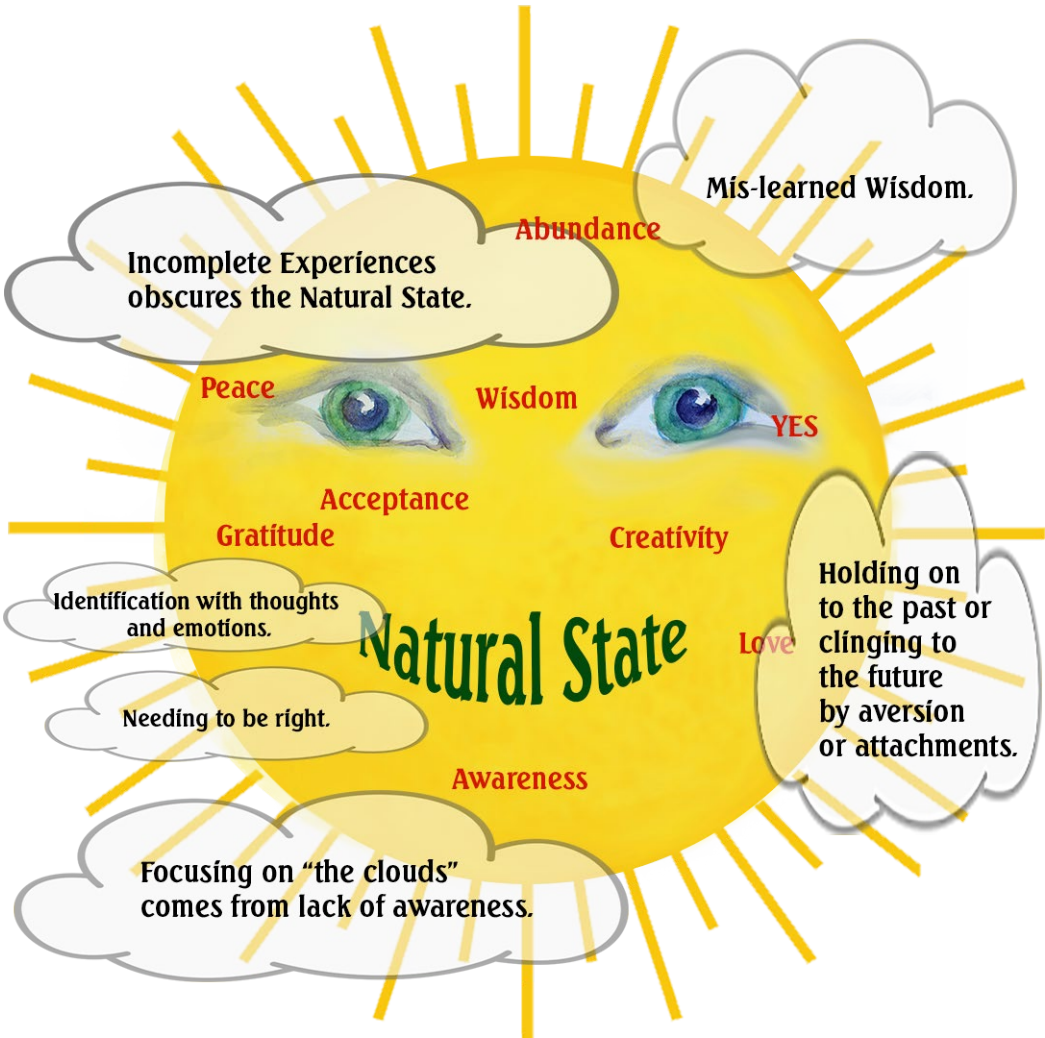 Mis-learned Wisdom.
Abundance
Incomplete Experiences
obscures the Natural State.
Peace
Wisdom
YES
Acceptance
Gratitude
Creativity
Identification with thoughts
and emotions.
Natural State
Love
Holding on
to the past or
clinging to
the future
by aversion
or attachments.
Needing to be right.
Awareness
Focusing on “the clouds”
comes from lack of awareness.